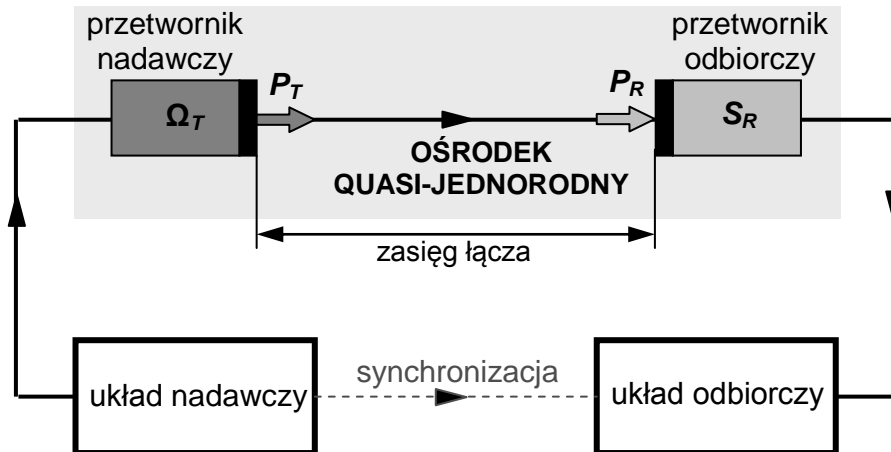 przetwornik
nadawczy
przetwornik
odbiorczy
P_T
P_R
Ω_T
S_R
OŚRODEK
QUASI-JEDNORODNY
zasięg łącza
synchronizacja
układ nadawczy
układ odbiorczy